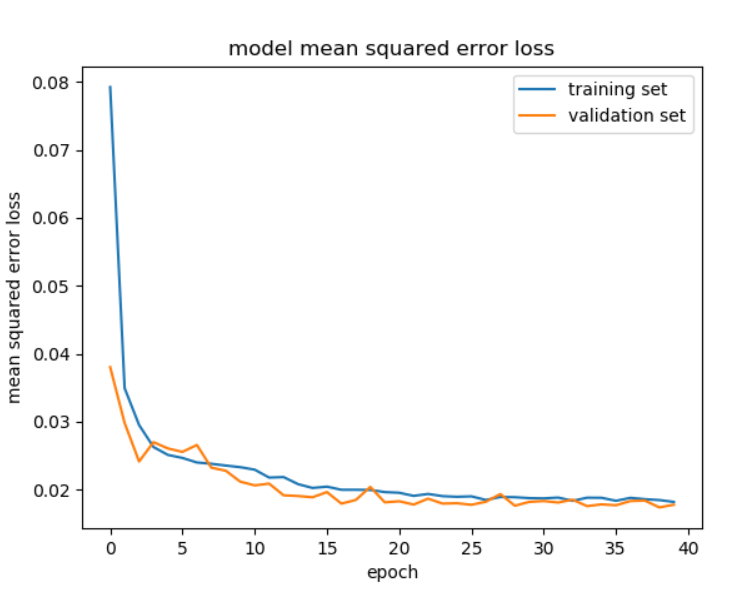 model mean squared error loss
training set
validation set
mean squared error loss
0.08
0.07
0.06
0.05
0.04
0.03
0.02
0 5 10 15 20 25 30 35 40
epoch